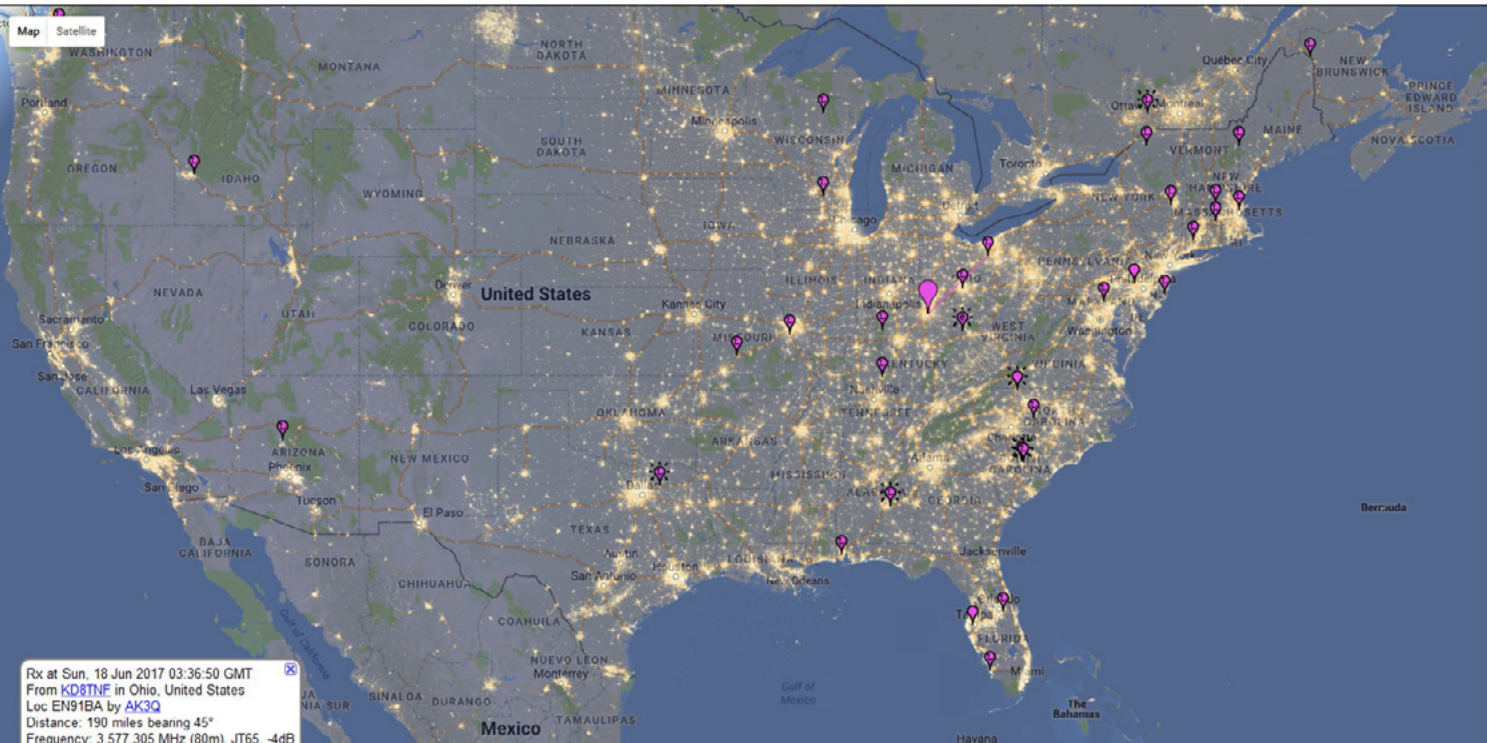 Map Satellite
WASHINGTON
MONTANA
NORTH
DAKOTA
MINNESOTA
Québec City
NEW
BRUNSWICK
PRINCE
EDWARD
ISLAND
Portland
Minneapolis
Montreal
MAINE
NOVA SCOTIA
OREGON
IDAHO
SOUTH
DAKOTA
WISCONSIN
VERMONT
WYOMING
MICHIGAN
Toronto
NEW YORK
NEW
HAMPSHIRE
MASSACHUSETTS
Detroit
Chicago
IOWA
NEBRASKA
RI
PENNSYLVANIA
New York
NEVADA
UTAH
Denver
United States
ILLINOIS
INDIANA
OHIO
Philadelphia
Indianapolis
Kansas City
COLORADO
KANSAS
MISSOURI
WEST
VIRGINIA
Washington
Sacramento
San Francisco
San Jose
CALIFORNIA
Las Vegas
KENTUCKY
VIRGINIA
Nashville
TENNESSEE
OKLAHOMA
NORTH
CAROLINA
Charlotte
ARKANSAS
Los Angeles
ARIZONA
Phoenix
NEW MEXICO
Atlanta
CAROLINA
MISSISSIPPI
San Diego
Tucson
Dallas
ALABAMA
GEORGIA
El Paso
TEXAS
Bermuda
BAJA
CALIFORNIA
SONORA
CHIHUAHUA
Austin
San Antonio
Houston
LOUISIANA
New Orleans
Jacksonville
Gulf of California
COAHUILA
Orlando
Tampa
FLORIDA
Miami
NUEVO LEON
Monterrey
SINALOA
DURANGO
TAMAULIPAS
Gulf of
Mexico
The
Bahamas
Mexico
Havana
Rx at Sun, 18 Jun 2017 03:36:50 GMT
From KD8TNF in Ohio, United States
Loc EN91BA by AK3Q
Distance: 190 miles bearing 45°
Frequency: 3.577.305 MHz (80m), JT65, -4dB